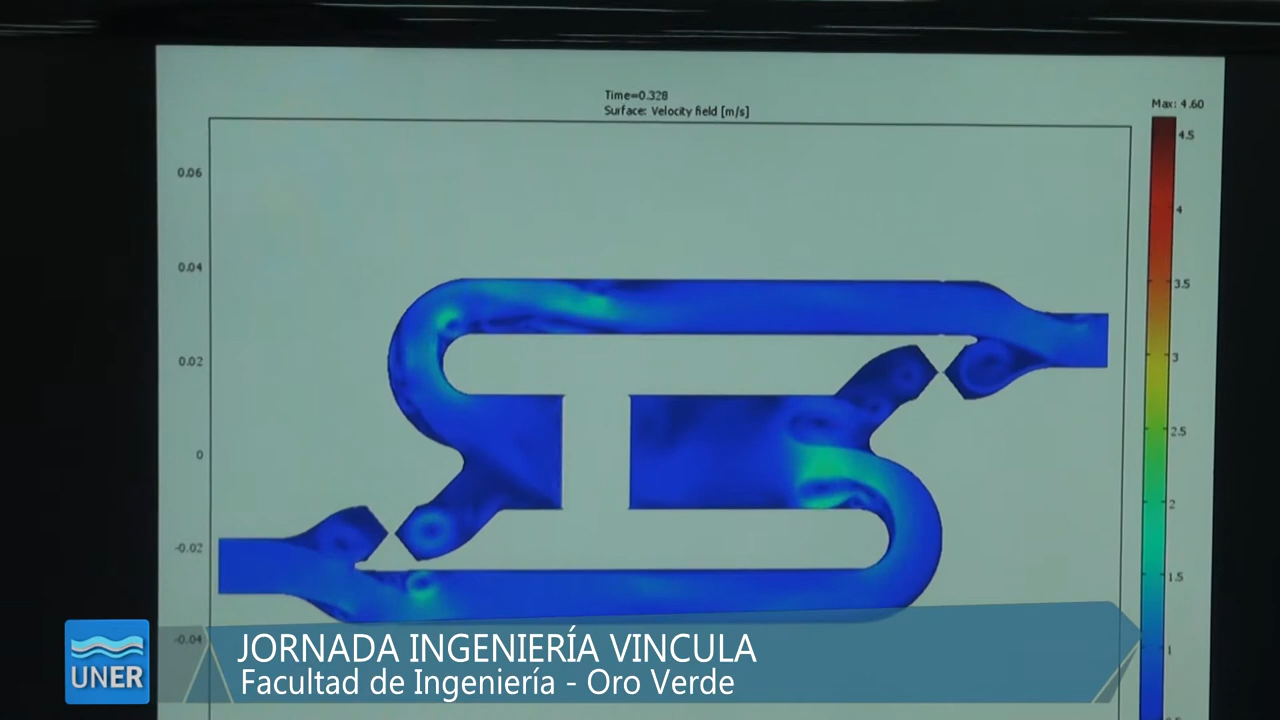 Time=0.328
Surface: Velocity field [m/s]
Max: 4.60
4.5
4
3.5
3
2.5
2
1.5
1
0.06
0.04
0.02
0
-0.02
-0.04
UNER
JORNADA INGENIERÍA VINCULA
Facultad de Ingeniería - Oro Verde